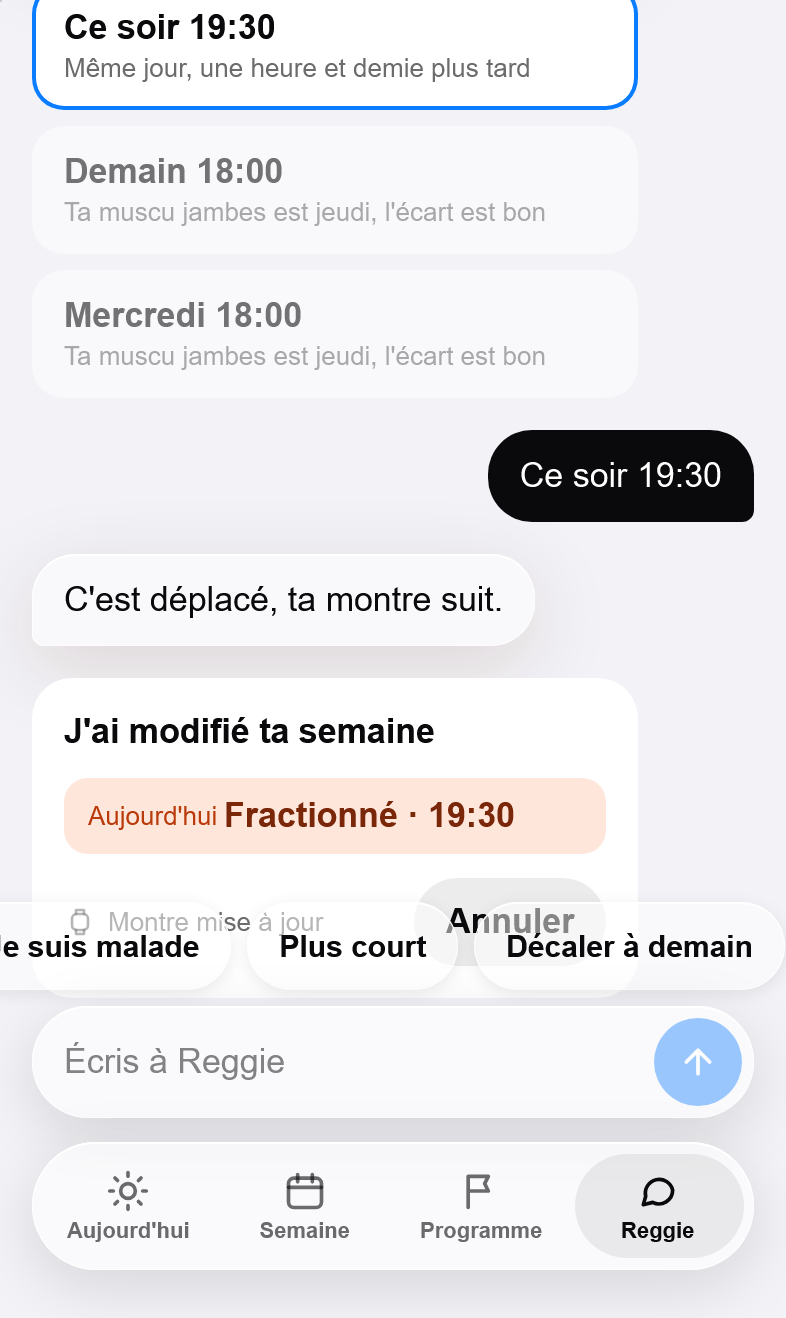 Ce soir 19:30
Même jour, une heure et demie plus tard
Demain 18:00
Ta muscu jambes est jeudi, l'écart est bon
Mercredi 18:00
Ta muscu jambes est jeudi, l'écart est bon
Ce soir 19:30
C'est déplacé, ta montre suit.
J'ai modifié ta semaine
Aujourd'hui Fractionné · 19:30
Montre mise à jour
Annuler
Je suis malade
Plus court
Décaler à demain
Écris à Reggie
Aujourd'hui
Semaine
Programme
Reggie